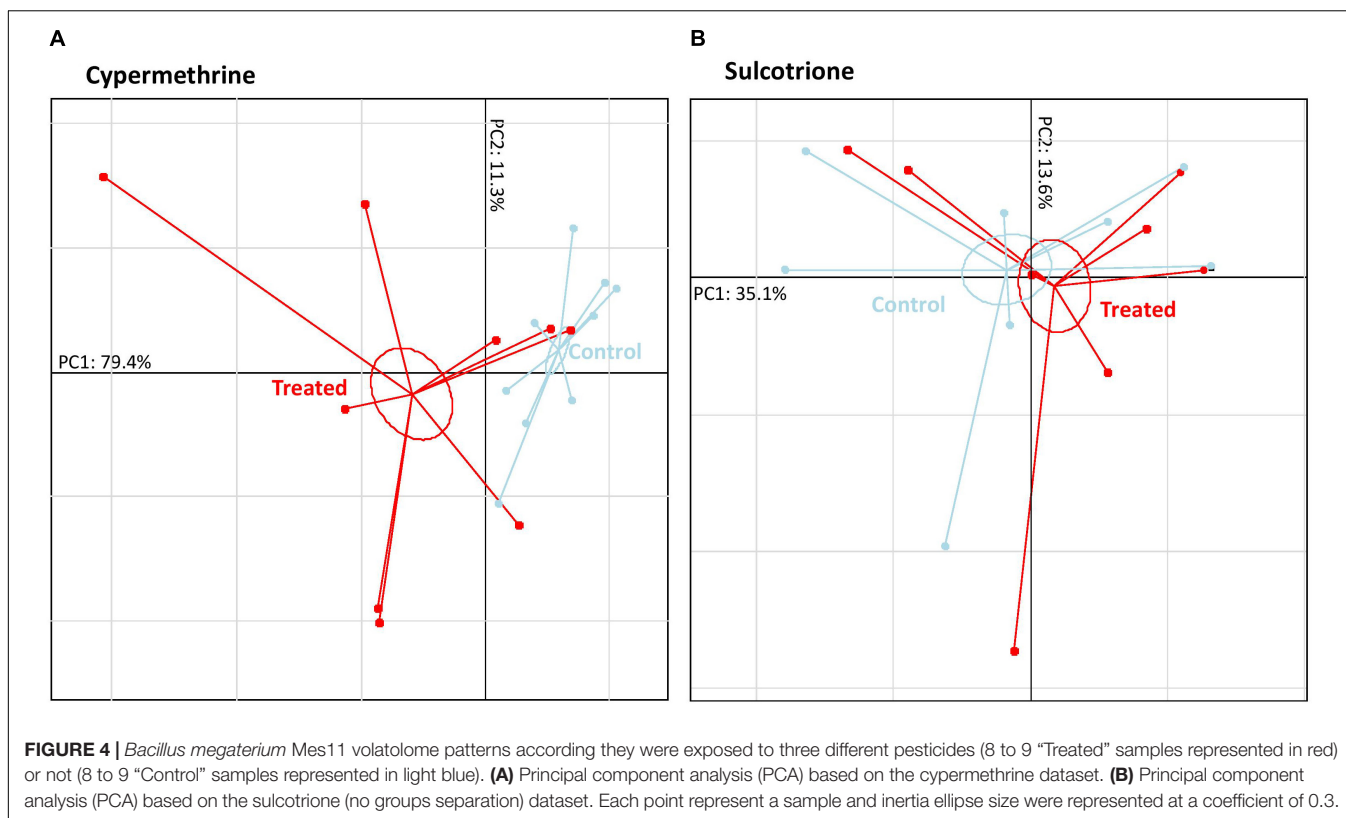 A
Cypermethrine
PC2: 11.3%
PC1: 79.4%
Treated
Control
B
Sulcotrione
PC2: 13.6%
PC1: 35.1%
Control
Treated
FIGURE 4 | Bacillus megaterium Mes11 volatolome patterns according they were exposed to three different pesticides (8 to 9 “Treated” samples represented in red)
or not (8 to 9 “Control” samples represented in light blue). (A) Principal component analysis (PCA) based on the cypermethrine dataset. (B) Principal component
analysis (PCA) based on the sulcotrione (no groups separation) dataset. Each point represent a sample and inertia ellipse size were represented at a coefficient of 0.3.